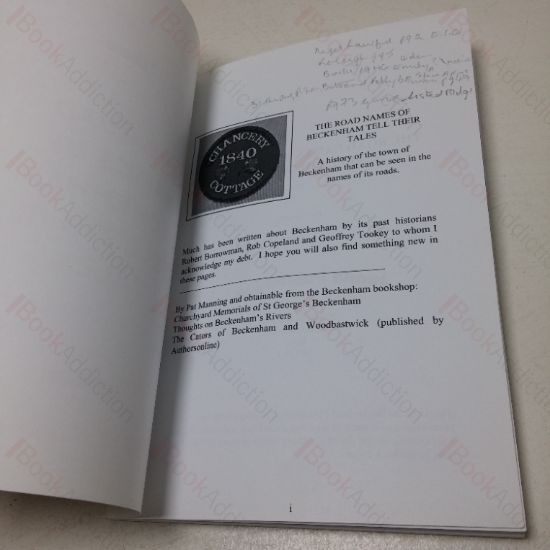 CHANCERY
1840
COTTAGE
THE ROAD NAMES OF
BECKENHAM TELL THEIR
TALES
A history of the town of
Beckenham that can be seen in the
names of its roads.
Much has been written about Beckenham by its past historians
Robert Borrowman, Rob Copeland and Geoffrey Tookey to whom I
acknowledge my debt. I hope you will also find something new in
these pages.
By Pat Manning and obtainable from the Beckenham bookshop:
Churchyard Memorials of St George's Beckenham
Thoughts on Beckenham's Rivers
The Cators of Beckenham and Woodbastwick (published by
Authorsonline)
i
BookAddiction